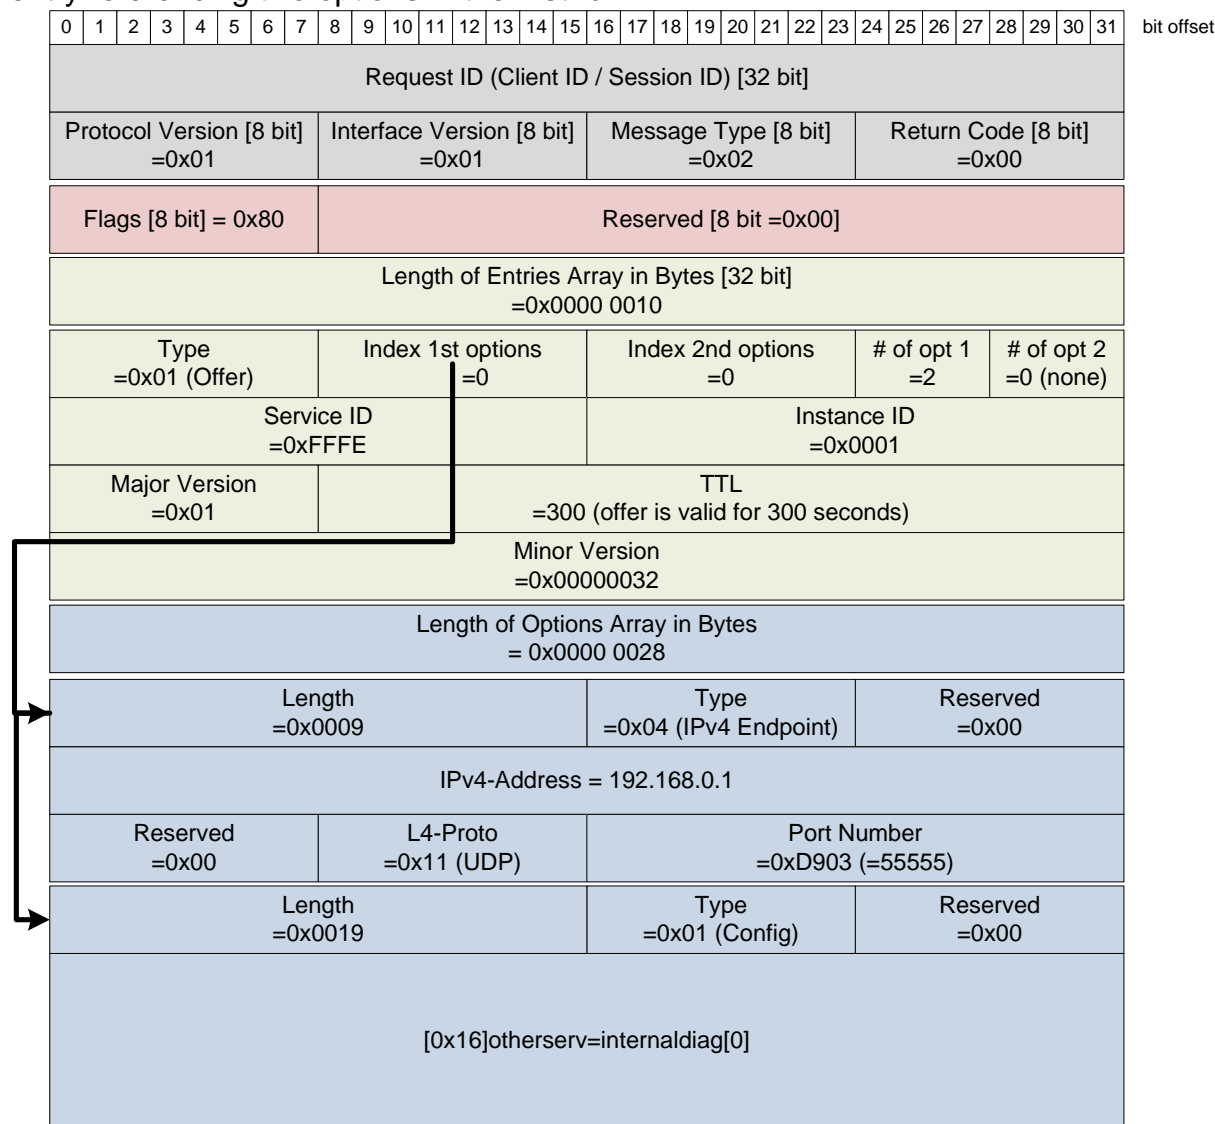 0 1 2 3 4 5 6 7 8 9 10 11 12 13 14 15 16 17 18 19 20 21 22 23 24 25 26 27 28 29 30 31 bit offset
Request ID (Client ID / Session ID) [32 bit]
Protocol Version [8 bit]
=0x01
Interface Version [8 bit]
=0x01
Message Type [8 bit]
=0x02
Return Code [8 bit]
=0x00
Flags [8 bit] = 0x80
Reserved [8 bit =0x00]
Length of Entries Array in Bytes [32 bit]
=0x0000 0010
Type
=0x01 (Offer)
Index 1st options
=0
Index 2nd options
=0
# of opt 1
=2
# of opt 2
=0 (none)
Service ID
=0xFFFE
Instance ID
=0x0001
Major Version
=0x01
TTL
=300 (offer is valid for 300 seconds)
Minor Version
=0x00000032
Length of Options Array in Bytes
= 0x0000 0028
Length
=0x0009
Type
=0x04 (IPv4 Endpoint)
Reserved
=0x00
IPv4-Address = 192.168.0.1
Reserved
=0x00
L4-Proto
=0x11 (UDP)
Port Number
=0xD903 (=55555)
Length
=0x0019
Type
=0x01 (Config)
Reserved
=0x00
[0x16]otherserv=internaldiag[0]